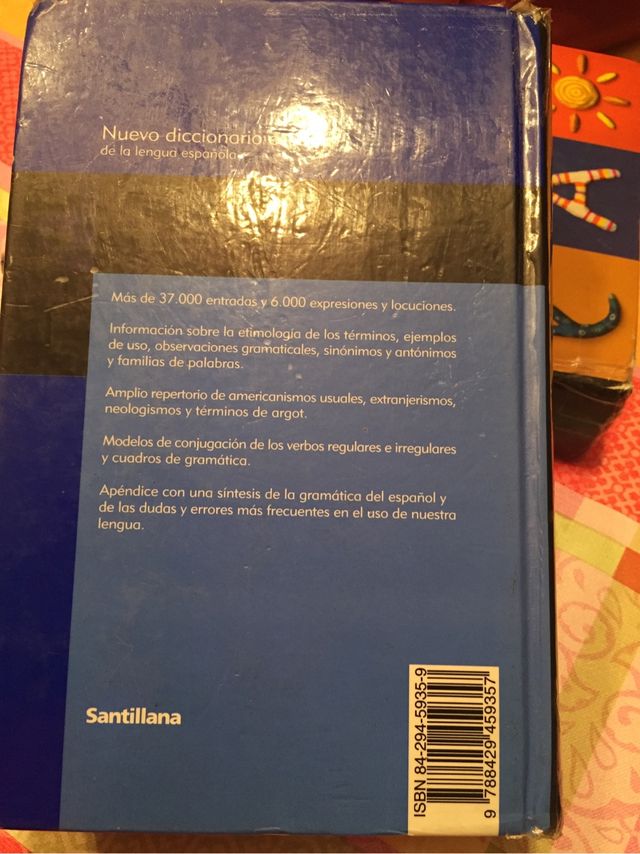 Nuevo diccionario
de la lengua española
Más de 37.000 entradas y 6.000 expresiones y locuciones.
Información sobre la etimología de los términos, ejemplos
de uso, observaciones gramaticales, sinónimos y antónimos
y familias de palabras.
Amplio repertorio de americanismos usuales, extranjerismos,
neologismos y términos de argot.
Modelos de conjugación de los verbos regulares e irregulares
y cuadros de gramática.
Apéndice con una síntesis de la gramática del español y
de las dudas y errores más frecuentes en el uso de nuestra
lengua.
Santillana
ISBN 84-294-5935-9
9 788429 459357
A